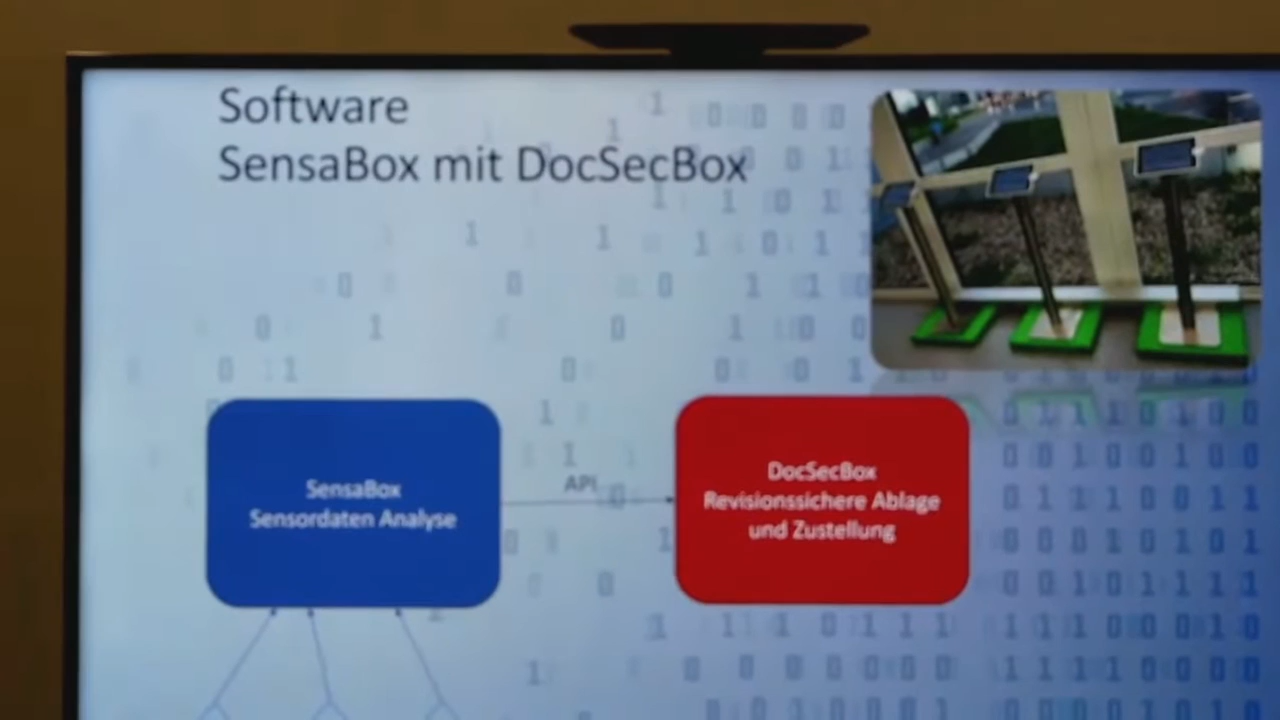 Software
SensaBox mit DocSecBox
SensaBox
Sensordaten Analyse
API
DocSecBox
Revisionssichere Ablage
und Zustellung